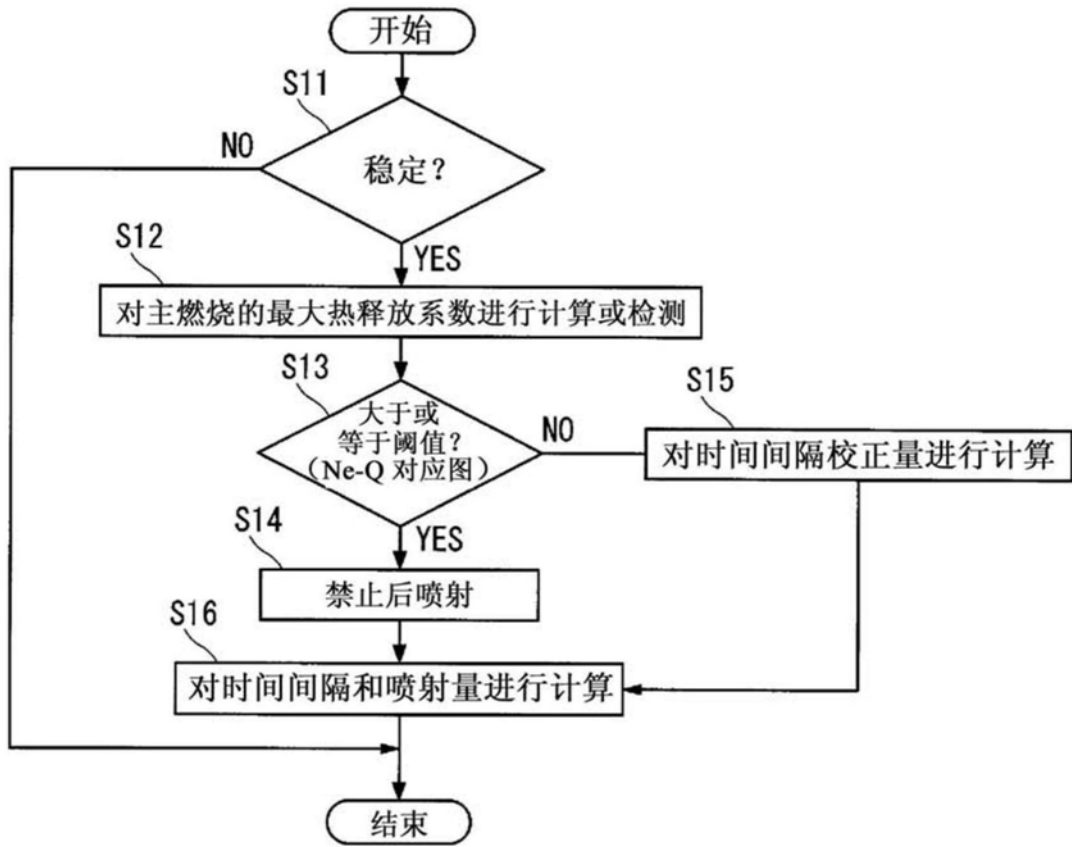 开始
S11
NO
稳定？
S12
YES
对主燃烧的最大热释放系数进行计算或检测
S13
大于或
等于阈值？
（Ne-Q 对应图）
NO
S15
对时间间隔校正量进行计算
S14
YES
禁止后喷射
S16
对时间间隔和喷射量进行计算
结束